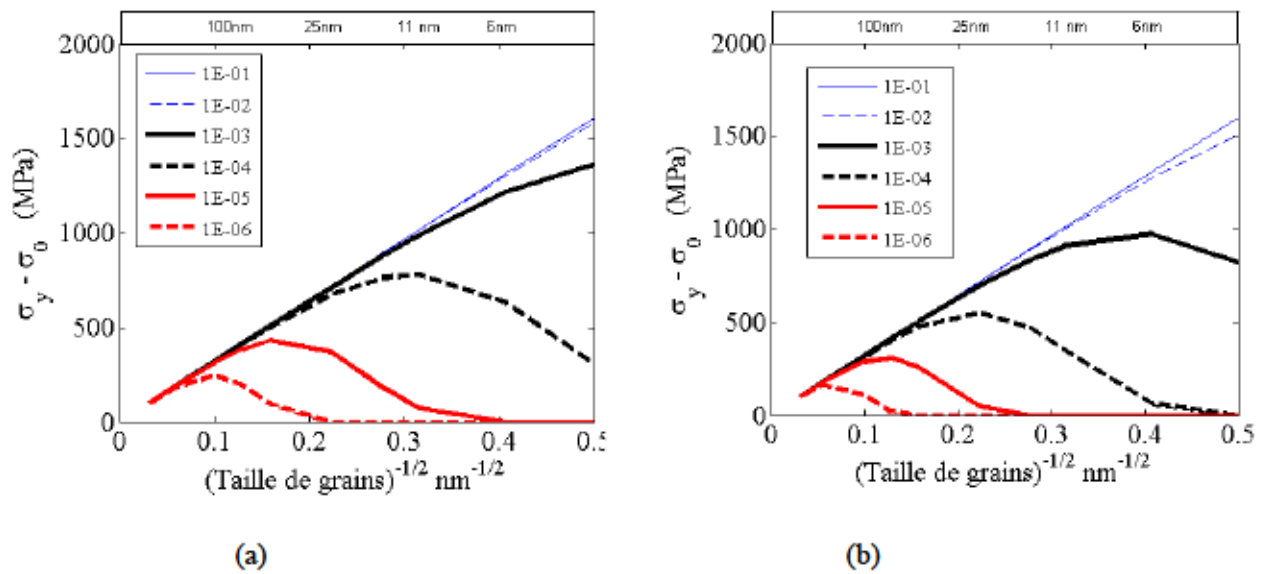 100nm 25nm 11 nm 6nm
2000
1500
1000
500
0
σy - σ0 (MPa)
1E-01
1E-02
1E-03
1E-04
1E-05
1E-06
0 0.1 0.2 0.3 0.4 0.5
(Taille de grains)-1/2 nm-1/2
(a)
100nm 25nm 11 nm 6nm
2000
1500
1000
500
0
σy - σ0 (MPa)
1E-01
1E-02
1E-03
1E-04
1E-05
1E-06
0 0.1 0.2 0.3 0.4 0.5
(Taille de grains)-1/2 nm-1/2
(b)